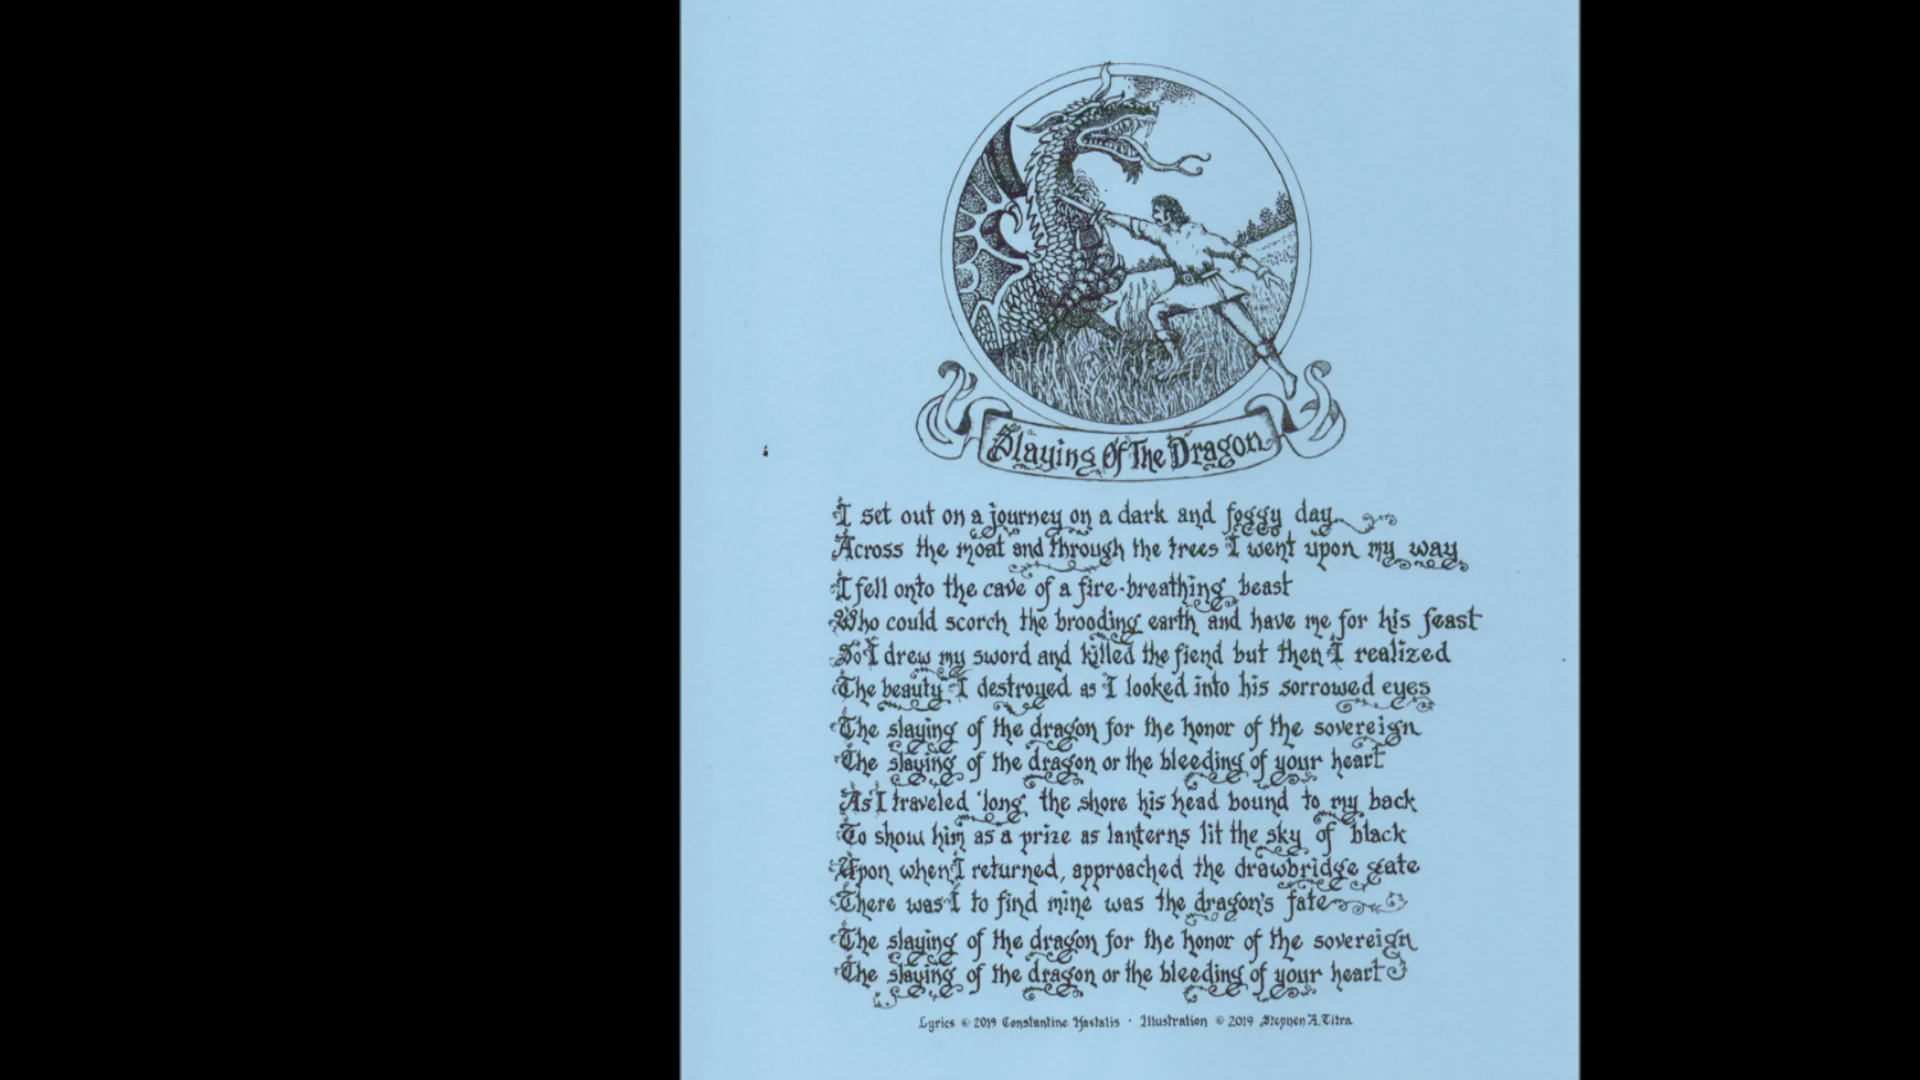 Slaying Of The Dragon
I set out on a journey on a dark and foggy day
Across the moat and through the trees I went upon my way
I fell onto the cave of a fire-breathing beast
Who could scorch the brooding earth and have me for his feast
So I drew my sword and killed the fiend but then I realized
The beauty I destroyed as I looked into his sorrowed eyes
The slaying of the dragon for the honor of the sovereign
The slaying of the dragon or the bleeding of your heart
As I traveled 'long the shore his head bound to my back
To show him as a prize as lanterns lit the sky of black
Upon when I returned, approached the drawbridge gate
There was I to find mine was the dragon's fate
The slaying of the dragon for the honor of the sovereign
The slaying of the dragon or the bleeding of your heart
Lyrics © 2019 Constantine Hastalis · Illustration © 2019 Stephen A. Titra